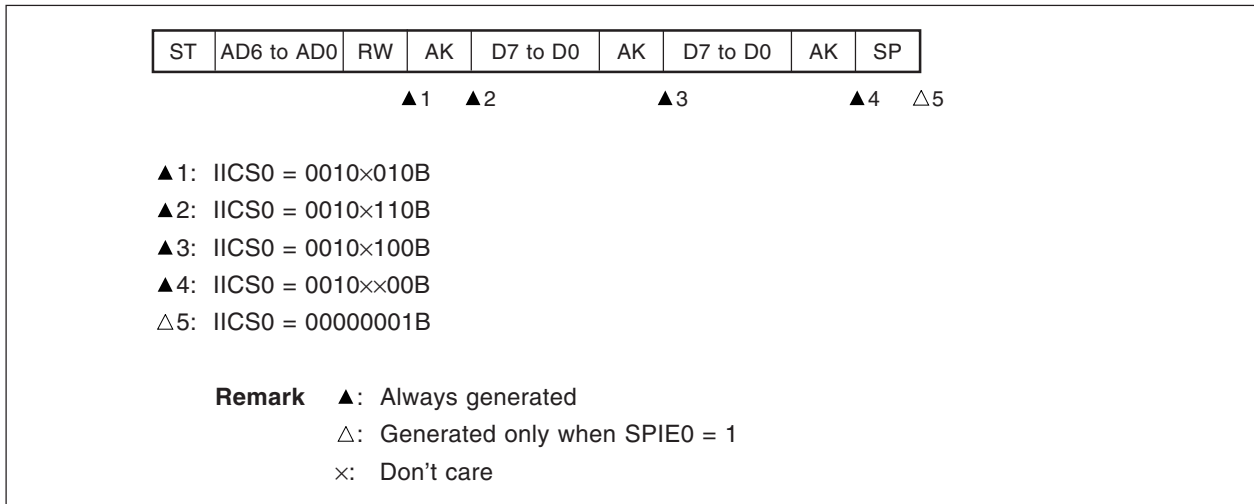 ST AD6 to AD0 RW AK D7 to D0 AK D7 to D0 AK SP
▲1 ▲2 ▲3 ▲4 △5
▲1: IICS0 = 0010×010B
▲2: IICS0 = 0010×110B
▲3: IICS0 = 0010×100B
▲4: IICS0 = 0010××00B
△5: IICS0 = 00000001B
Remark ▲: Always generated
△: Generated only when SPIE0 = 1
×: Don't care